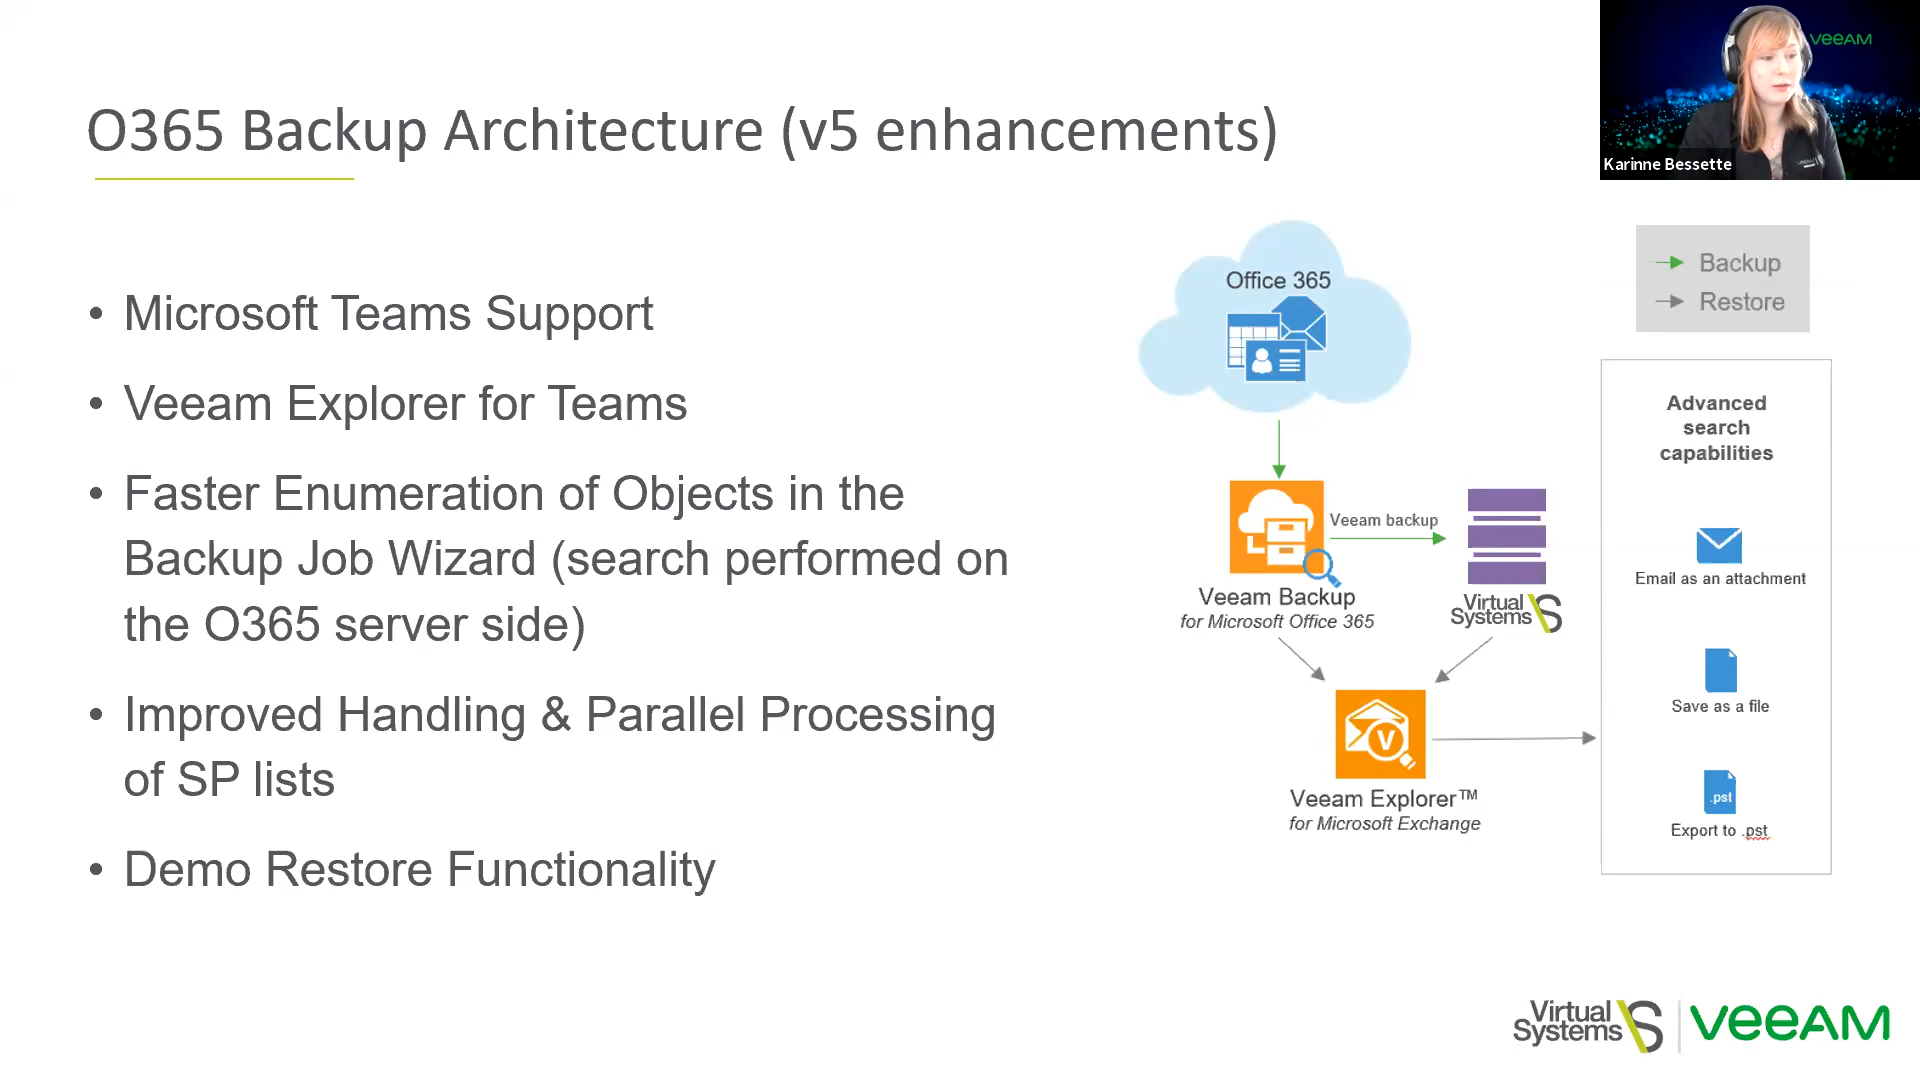 VEEAM
Karinne Bessette
O365 Backup Architecture (v5 enhancements)
• Microsoft Teams Support
• Veeam Explorer for Teams
• Faster Enumeration of Objects in the
Backup Job Wizard (search performed on
the O365 server side)
• Improved Handling & Parallel Processing
of SP lists
• Demo Restore Functionality
Office 365
Backup
Restore
Veeam backup
Veeam Backup
for Microsoft Office 365
Virtual
Systems
Veeam Explorer™
for Microsoft Exchange
Advanced
search
capabilities
Email as an attachment
Save as a file
.pst
Export to .pst
Virtual
Systems
VEEAM